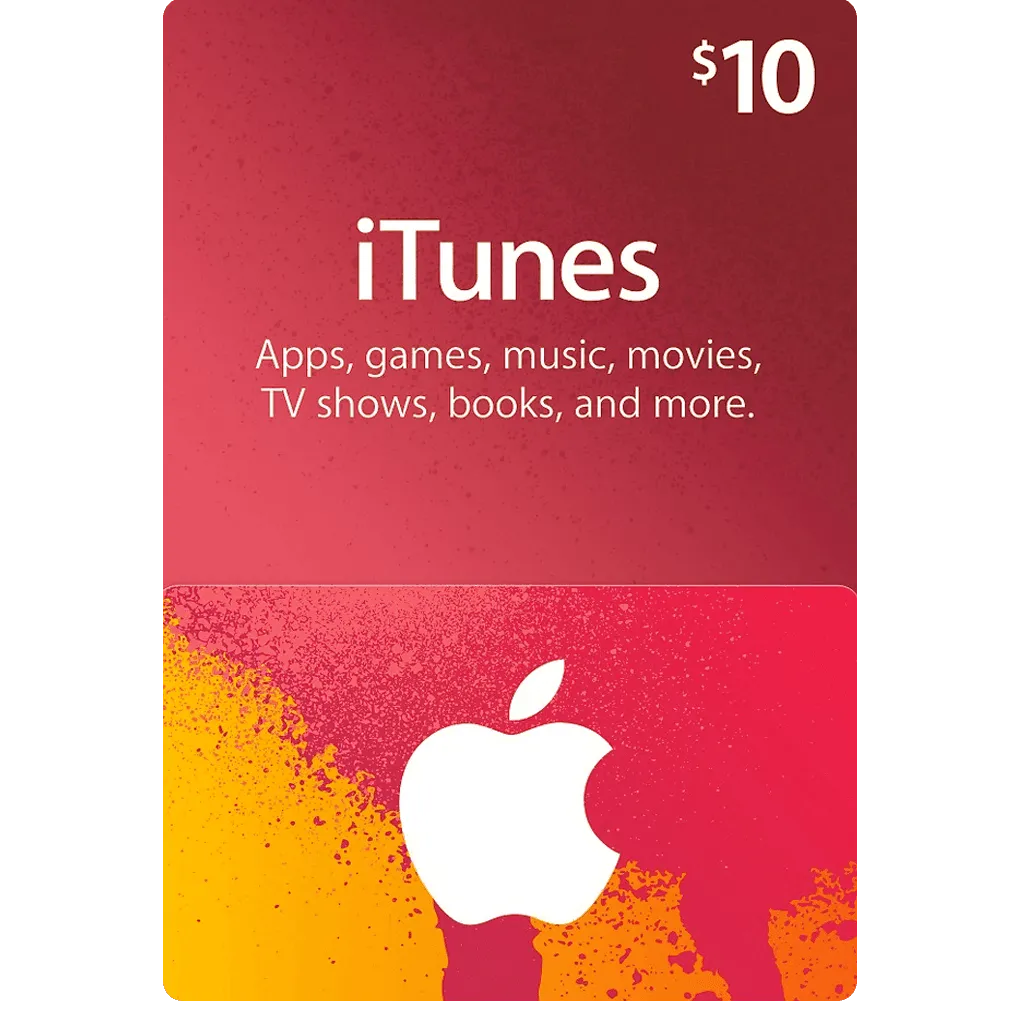 $10
iTunes
Apps, games, music, movies,
TV shows, books, and more.